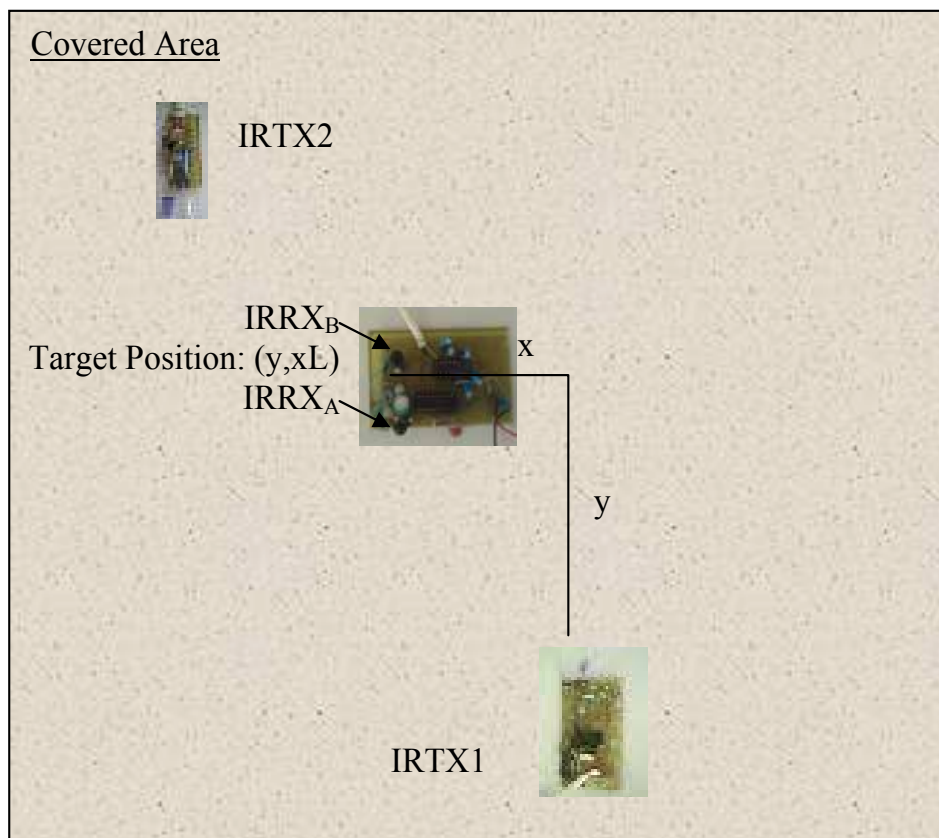 Covered Area
IRTX2
IRRXB
Target Position: (y,xL)
IRRXA
x
y
IRTX1